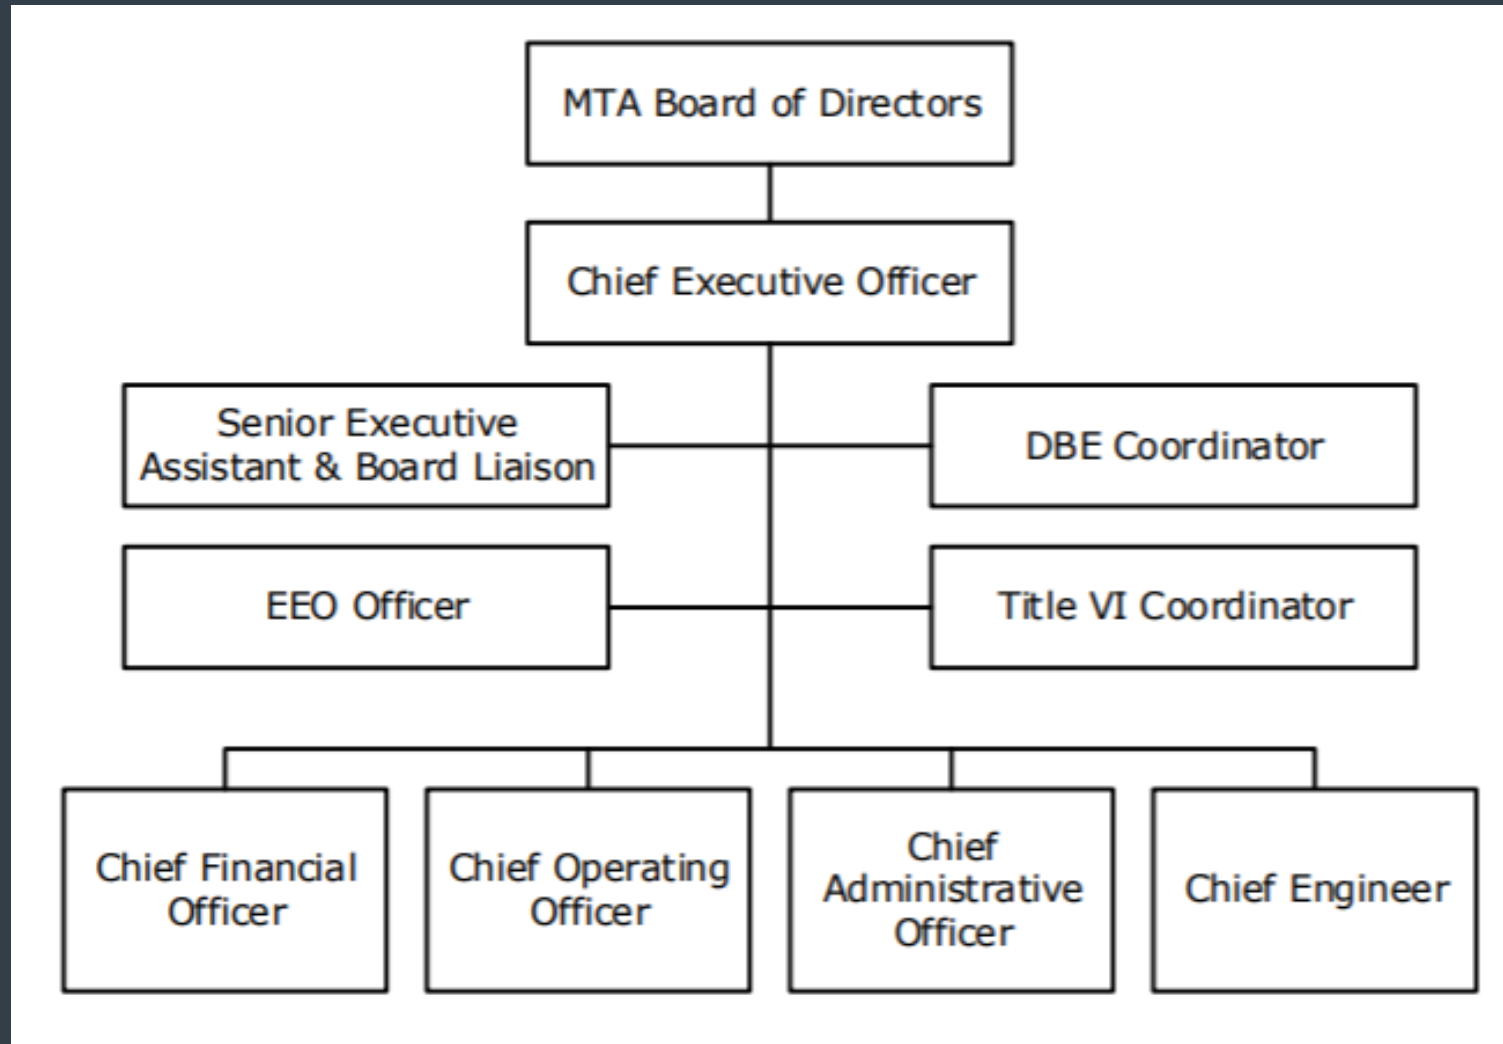 MTA Board of Directors
Chief Executive Officer
Senior Executive
Assistant & Board Liaison
DBE Coordinator
EEO Officer
Title VI Coordinator
Chief Financial
Officer
Chief Operating
Officer
Chief
Administrative
Officer
Chief Engineer